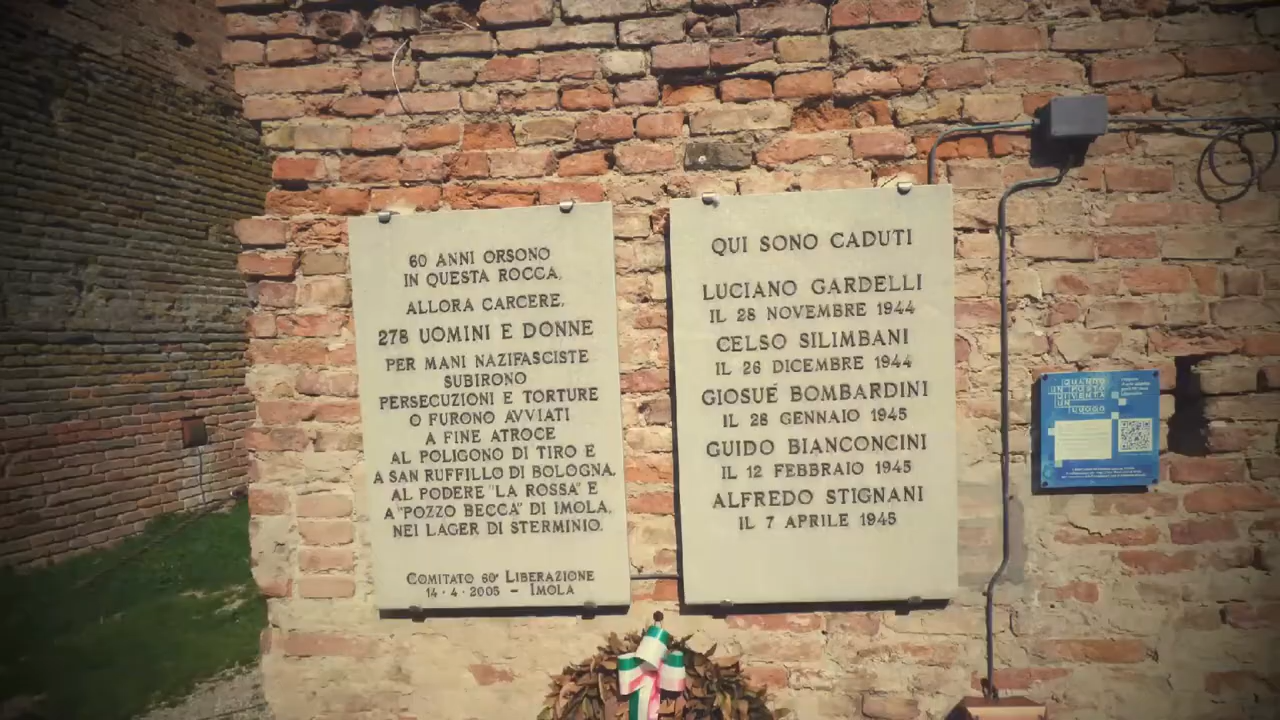 60 ANNI ORSONO
IN QUESTA ROCCA,
ALLORA CARCERE,
278 UOMINI E DONNE
PER MANI NAZIFASCISTE
SUBIRONO
PERSECUZIONI E TORTURE
O FURONO AVVIATI
A FINE ATROCE
AL POLIGONO DI TIRO E
A SAN RUFFILLO DI BOLOGNA,
AL PODERE "LA ROSSA" E
A "POZZO BECCA" DI IMOLA,
NEI LAGER DI STERMINIO.
COMITATO 60° LIBERAZIONE
14·4·2005 – IMOLA
QUI SONO CADUTI
LUCIANO GARDELLI
IL 28 NOVEMBRE 1944
CELSO SILIMBANI
IL 26 DICEMBRE 1944
GIOSUÉ BOMBARDINI
IL 28 GENNAIO 1945
GUIDO BIANCONCINI
IL 12 FEBBRAIO 1945
ALFREDO STIGNANI
IL 7 APRILE 1945
QUANDO
UN POSTO
DIVENTA
UN
LUOGO